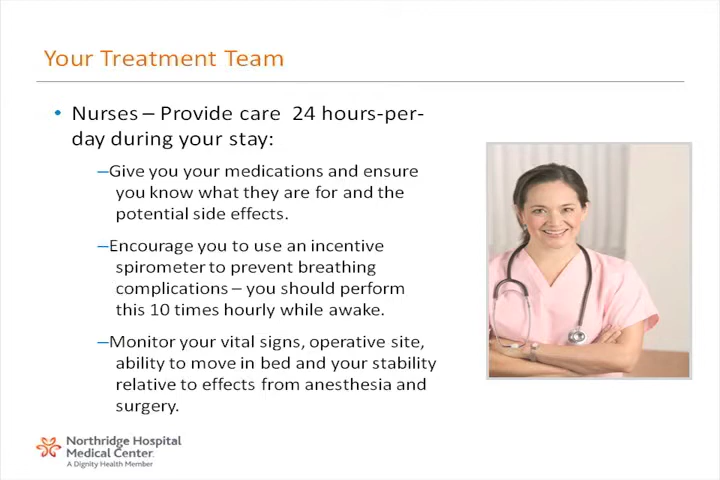 Your Treatment Team
• Nurses – Provide care 24 hours-per-
day during your stay:
–Give you your medications and ensure
you know what they are for and the
potential side effects.
–Encourage you to use an incentive
spirometer to prevent breathing
complications – you should perform
this 10 times hourly while awake.
–Monitor your vital signs, operative site,
ability to move in bed and your stability
relative to effects from anesthesia and
surgery.
Northridge Hospital
Medical Center.
A Dignity Health Member